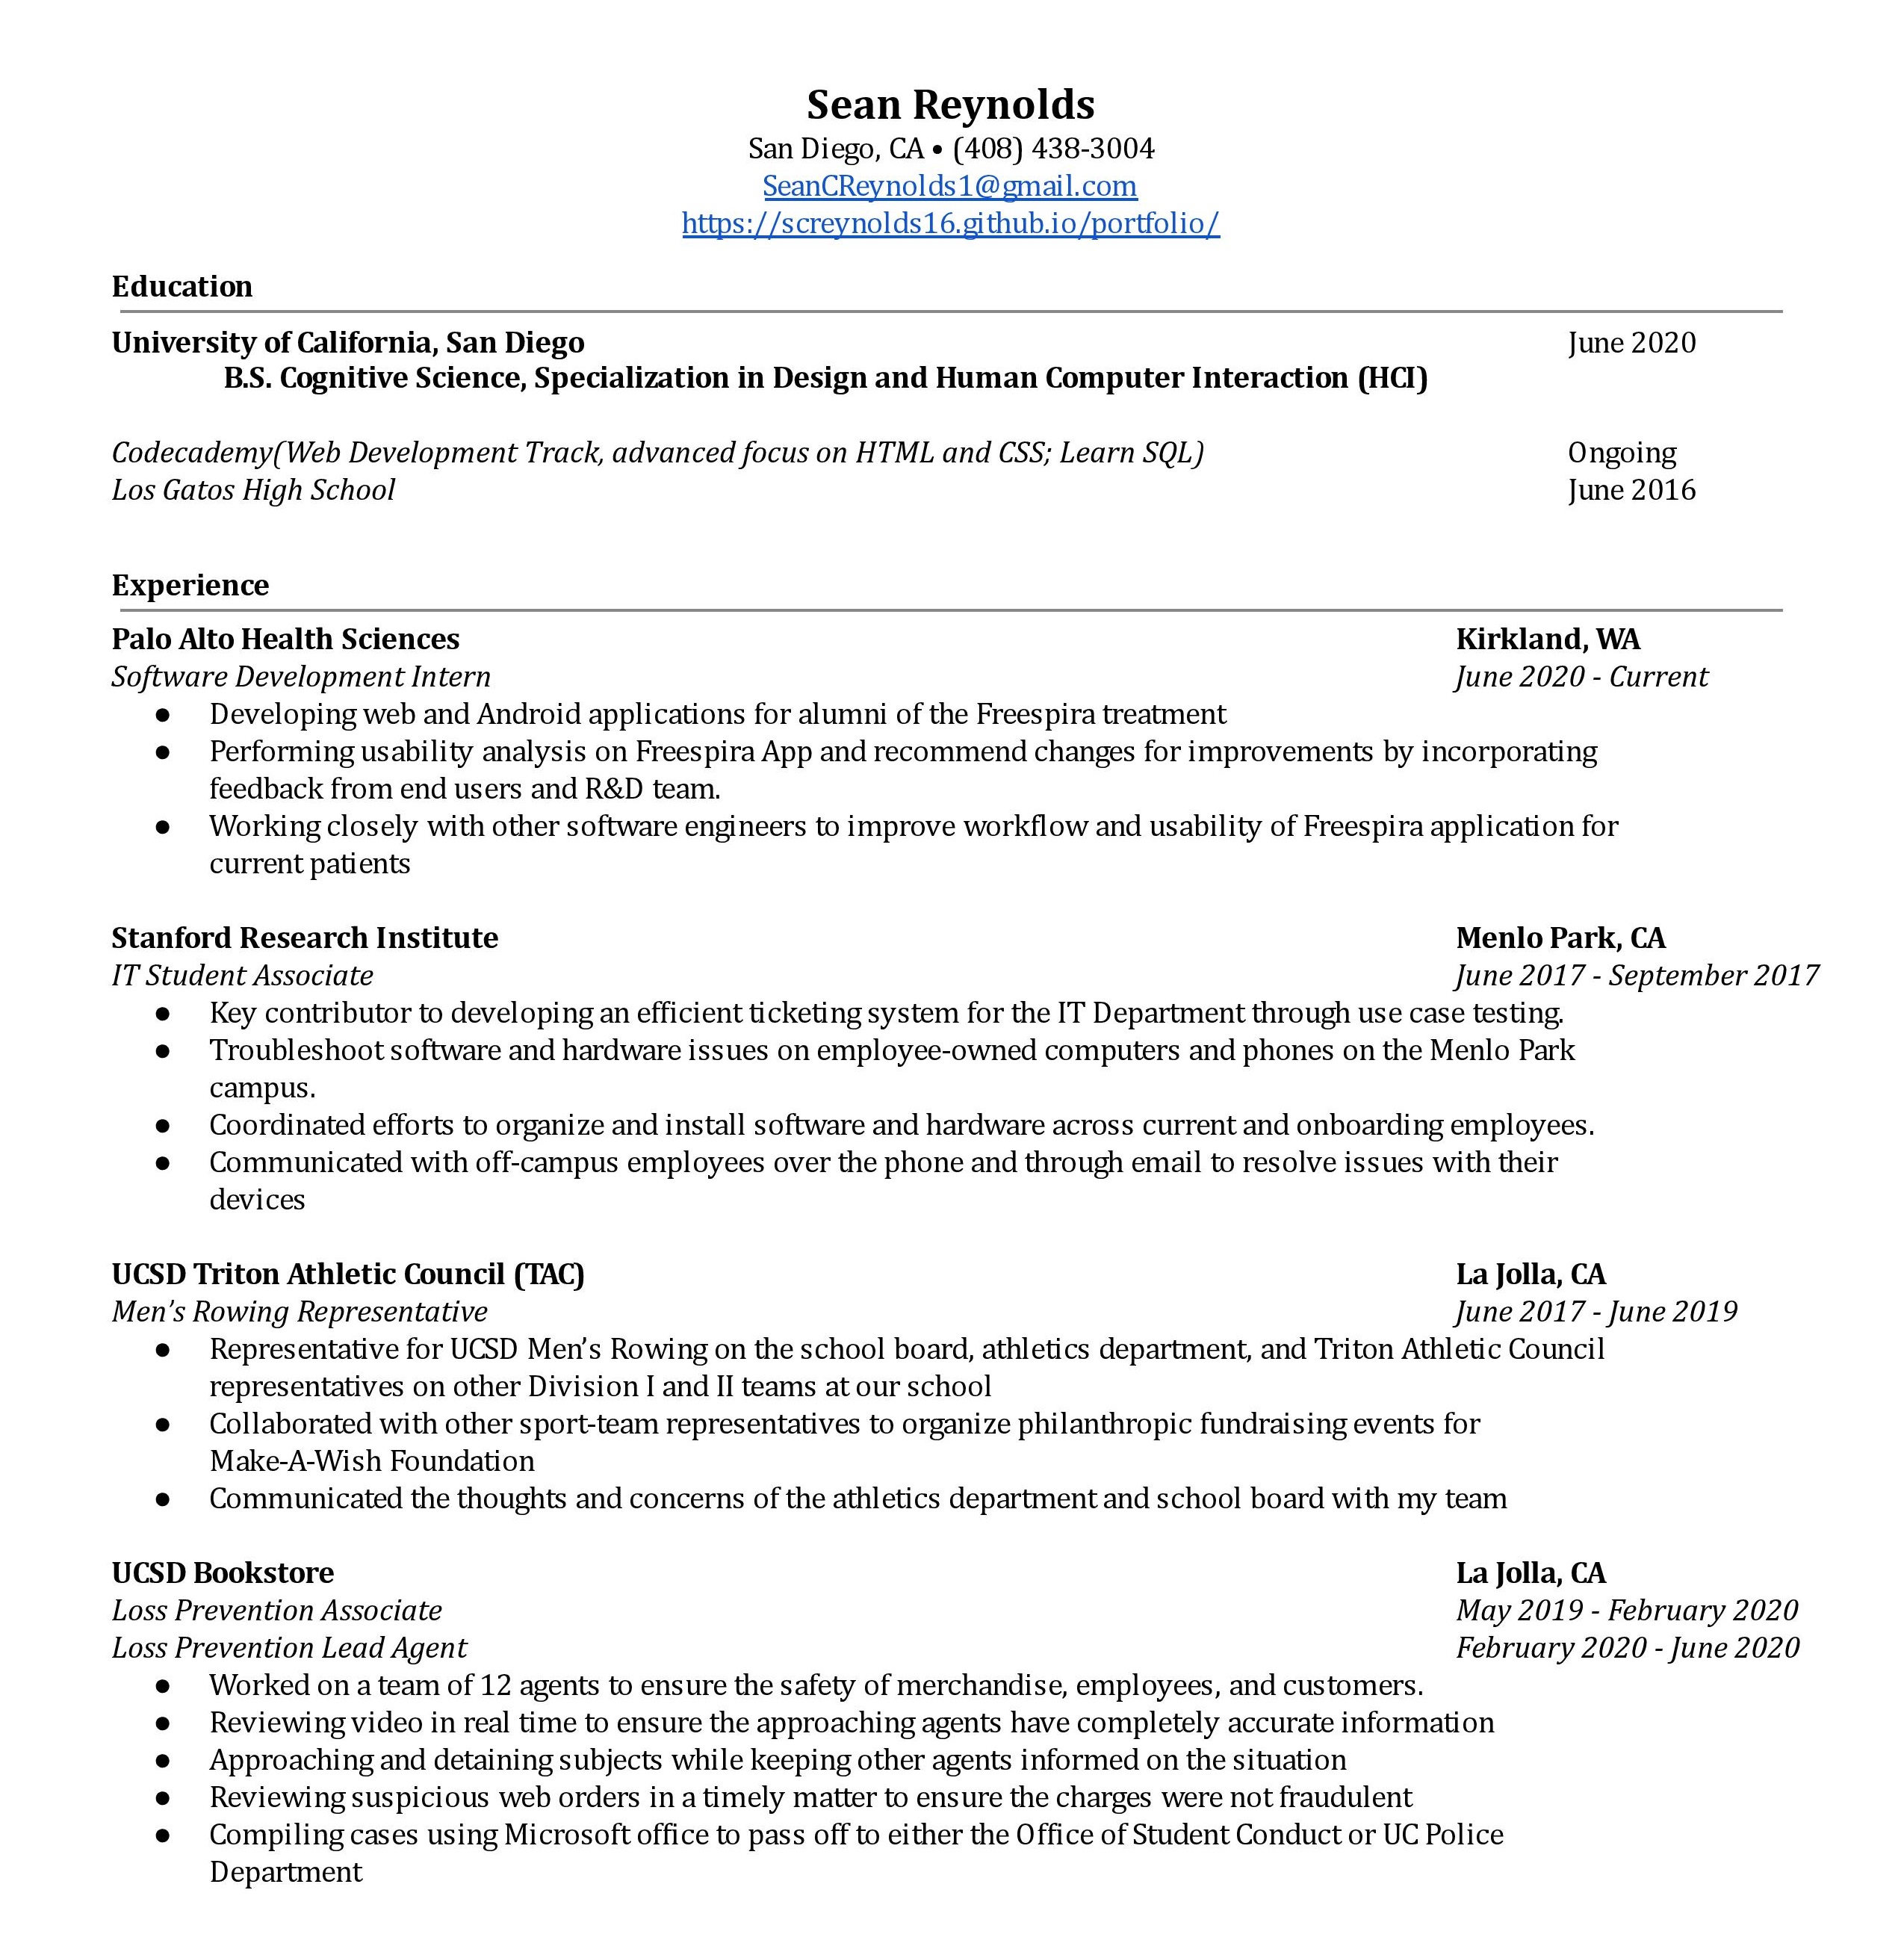 Sean Reynolds
San Diego, CA • (408) 438-3004
SeanCReynolds1@gmail.com
https://screynolds16.github.io/portfolio/
Education
University of California, San Diego June 2020
B.S. Cognitive Science, Specialization in Design and Human Computer Interaction (HCI)
Codecademy(Web Development Track, advanced focus on HTML and CSS; Learn SQL) Ongoing
Los Gatos High School June 2016
Experience
Palo Alto Health Sciences Kirkland, WA
Software Development Intern June 2020 - Current
● Developing web and Android applications for alumni of the Freespira treatment
● Performing usability analysis on Freespira App and recommend changes for improvements by incorporating
feedback from end users and R&D team.
● Working closely with other software engineers to improve workflow and usability of Freespira application for
current patients
Stanford Research Institute Menlo Park, CA
IT Student Associate June 2017 - September 2017
● Key contributor to developing an efficient ticketing system for the IT Department through use case testing.
● Troubleshoot software and hardware issues on employee-owned computers and phones on the Menlo Park
campus.
● Coordinated efforts to organize and install software and hardware across current and onboarding employees.
● Communicated with off-campus employees over the phone and through email to resolve issues with their
devices
UCSD Triton Athletic Council (TAC) La Jolla, CA
Men's Rowing Representative June 2017 - June 2019
● Representative for UCSD Men's Rowing on the school board, athletics department, and Triton Athletic Council
representatives on other Division I and II teams at our school
● Collaborated with other sport-team representatives to organize philanthropic fundraising events for
Make-A-Wish Foundation
● Communicated the thoughts and concerns of the athletics department and school board with my team
UCSD Bookstore La Jolla, CA
Loss Prevention Associate May 2019 - February 2020
Loss Prevention Lead Agent February 2020 - June 2020
● Worked on a team of 12 agents to ensure the safety of merchandise, employees, and customers.
● Reviewing video in real time to ensure the approaching agents have completely accurate information
● Approaching and detaining subjects while keeping other agents informed on the situation
● Reviewing suspicious web orders in a timely matter to ensure the charges were not fraudulent
● Compiling cases using Microsoft office to pass off to either the Office of Student Conduct or UC Police
Department